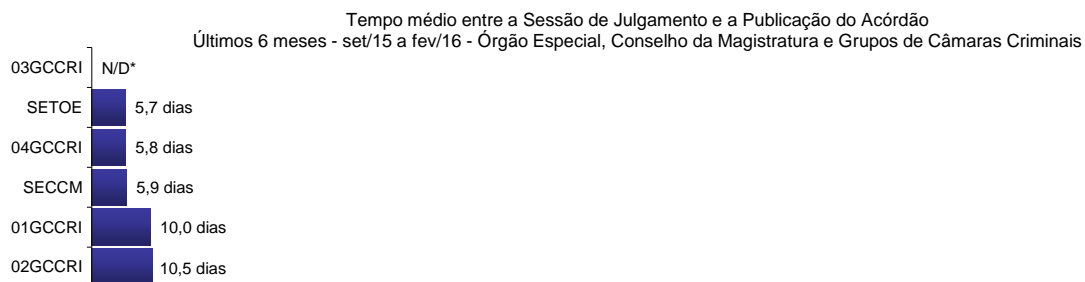 Tempo médio entre a Sessão de Julgamento e a Publicação do Acórdão
Últimos 6 meses - set/15 a fev/16 - Órgão Especial, Conselho da Magistratura e Grupos de Câmaras Criminais
03GCCRI N/D*
SETOE 5,7 dias
04GCCRI 5,8 dias
SECCM 5,9 dias
01GCCRI 10,0 dias
02GCCRI 10,5 dias